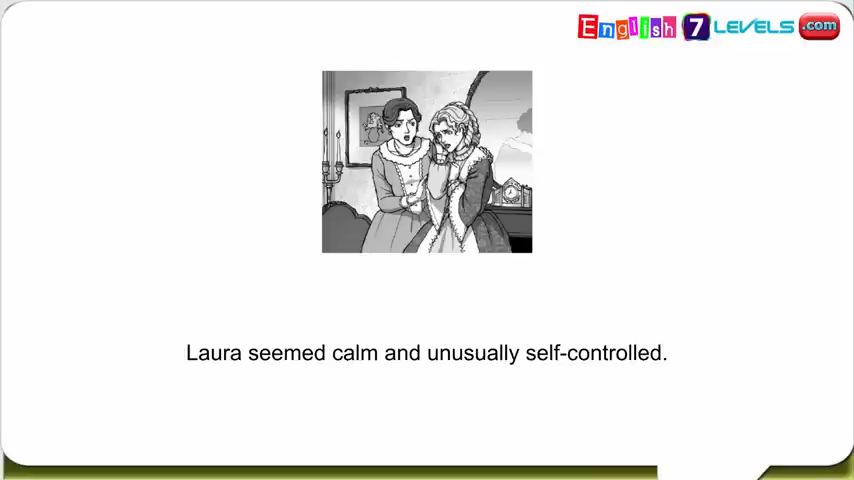 English 7 LEVELS .com
Laura seemed calm and unusually self-controlled.